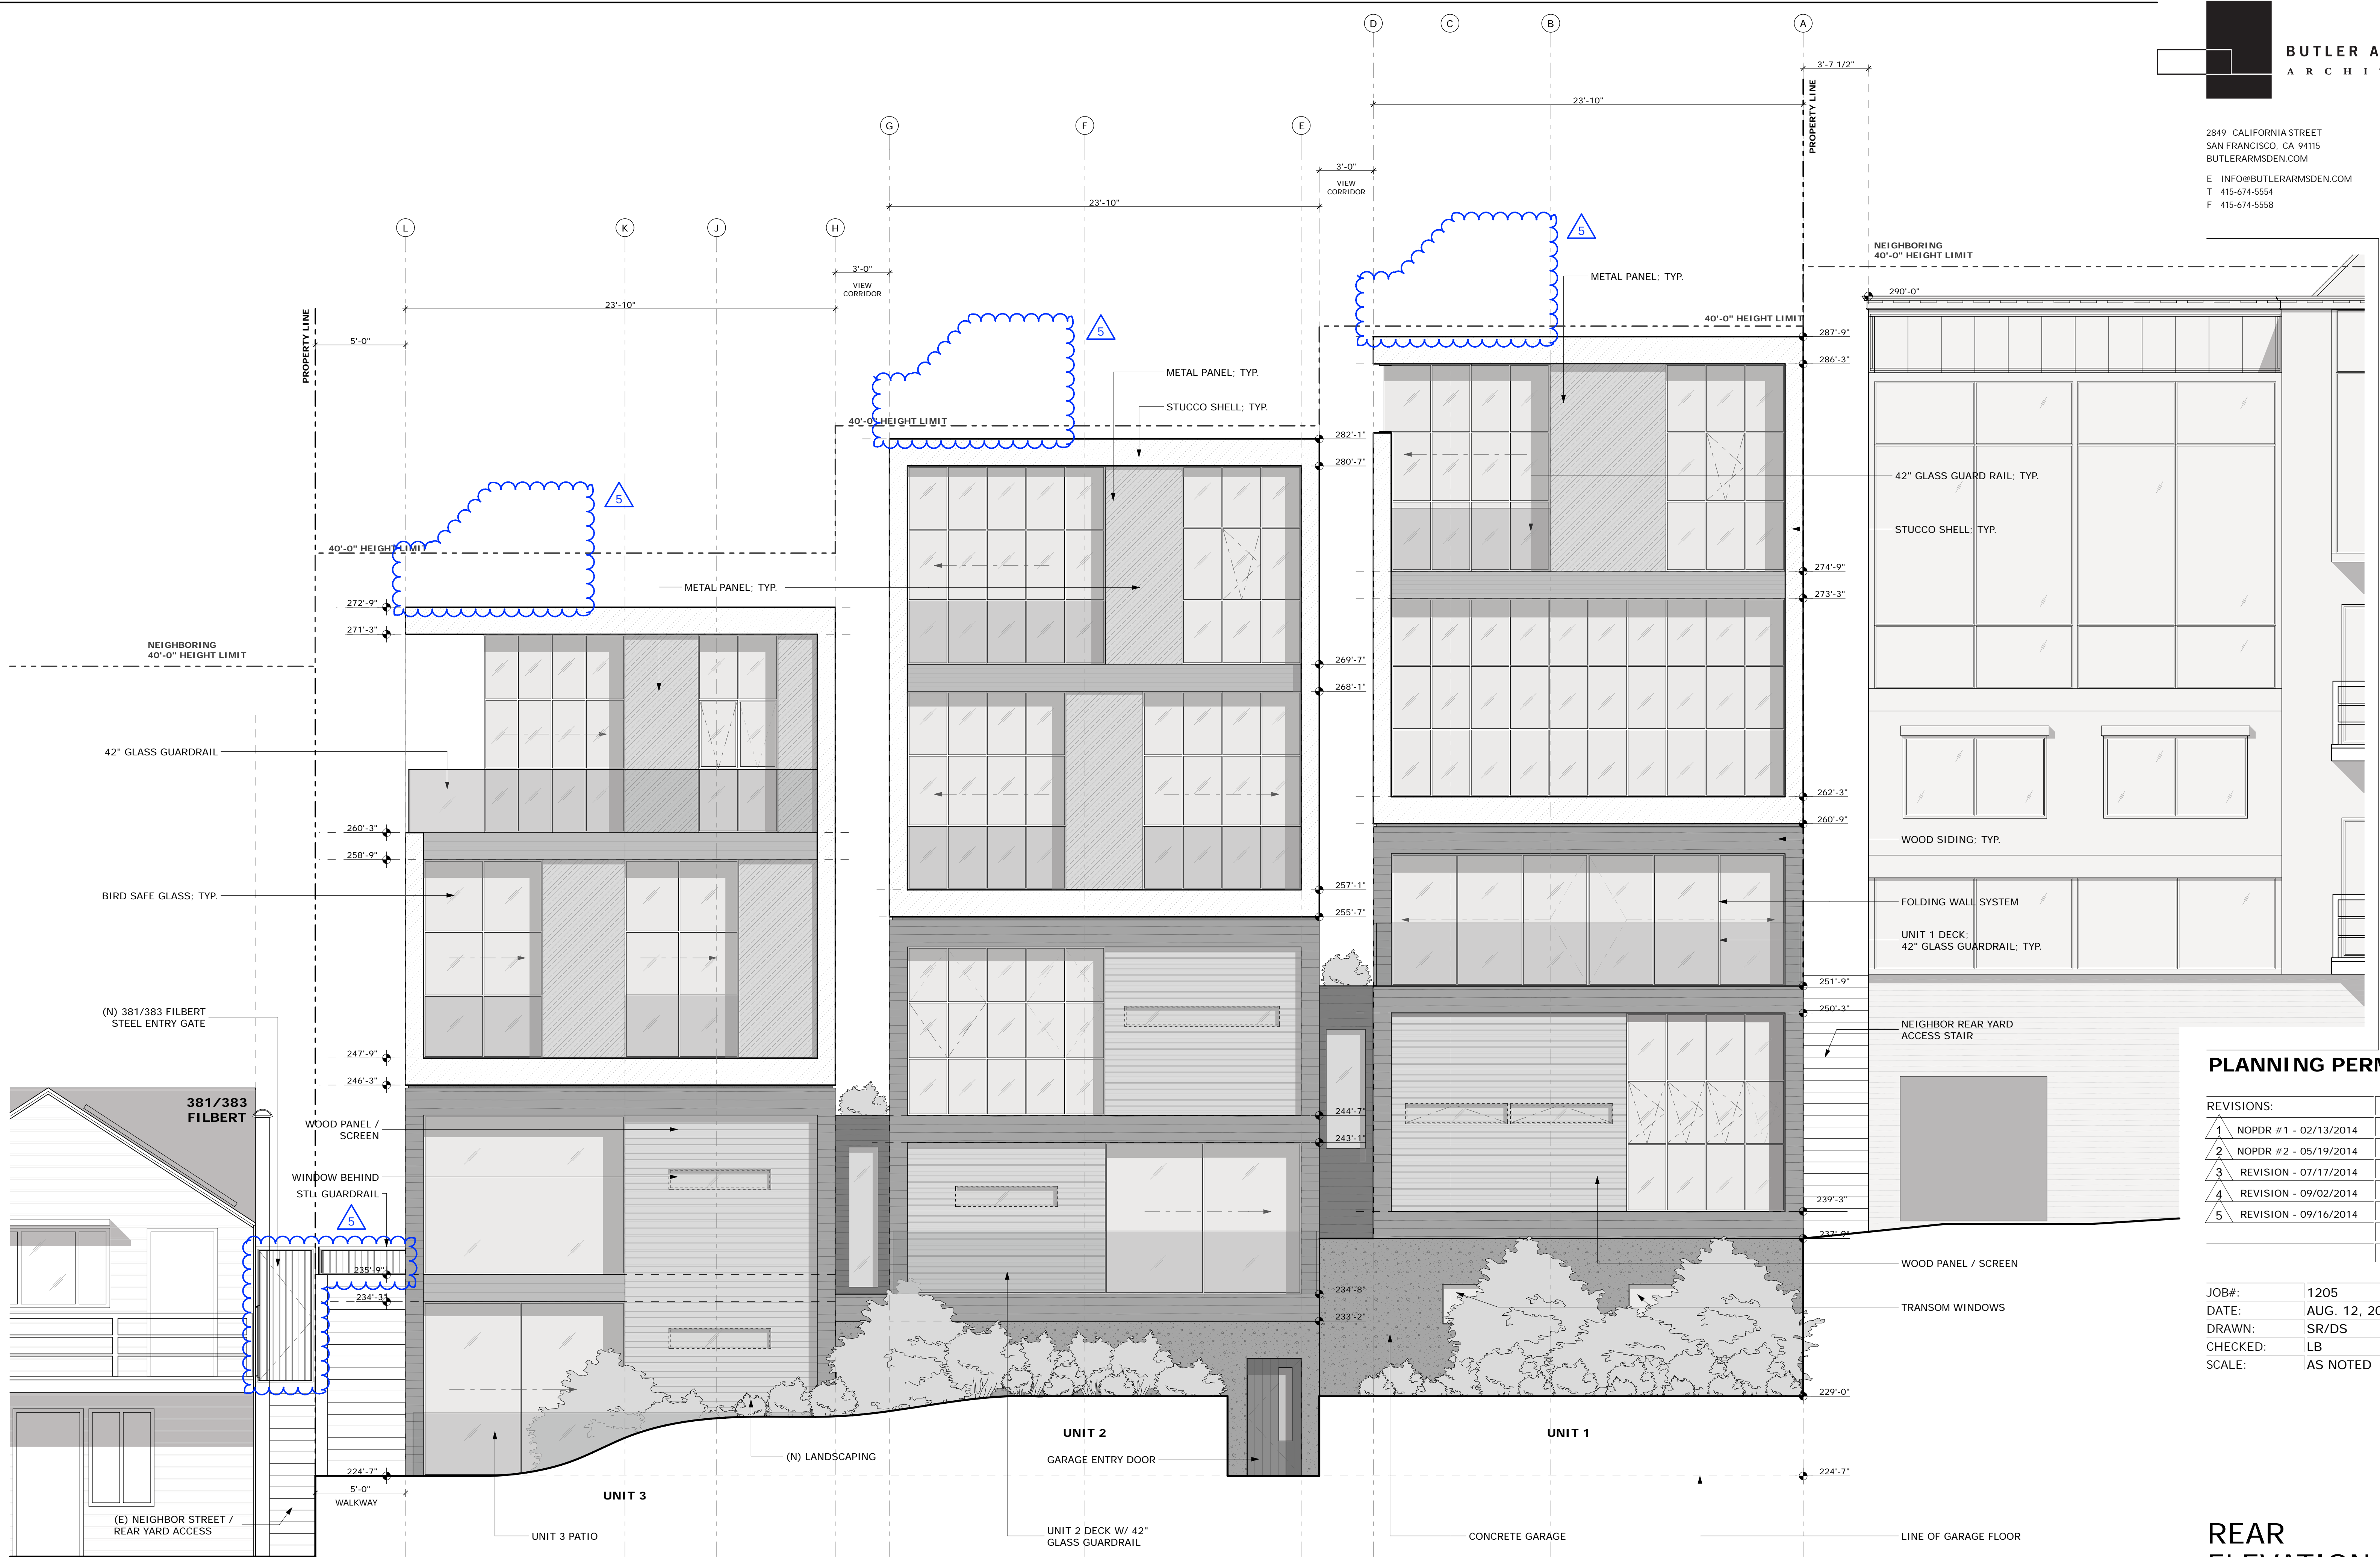 D
C
B
A
3'-7 1/2"
23'-10"
PROPERTY LINE
BUTLER A
A R C H I
2849 CALIFORNIA STREET
SAN FRANCISCO, CA 94115
BUTLERARMSDEN.COM
E INFO@BUTLERARMSDEN.COM
T 415-674-5554
F 415-674-5558
G
F
E
3'-0"
VIEW
CORRIDOR
23'-10"
L
K
J
H
3'-0"
VIEW
CORRIDOR
23'-10"
5
5
5
NEIGHBORING
40'-0" HEIGHT LIMIT
290'-0"
METAL PANEL; TYP.
40'-0" HEIGHT LIMIT
287'-9"
286'-3"
PROPERTY LINE
5'-0"
METAL PANEL; TYP.
STUCCO SHELL; TYP.
40'-0" HEIGHT LIMIT
282'-1"
280'-7"
42" GLASS GUARD RAIL; TYP.
STUCCO SHELL; TYP.
40'-0" HEIGHT LIMIT
METAL PANEL; TYP.
274'-9"
273'-3"
272'-9"
271'-3"
NEIGHBORING
40'-0" HEIGHT LIMIT
269'-7"
268'-1"
42" GLASS GUARDRAIL
262'-3"
260'-9"
260'-3"
258'-9"
WOOD SIDING; TYP.
BIRD SAFE GLASS; TYP.
257'-1"
255'-7"
FOLDING WALL SYSTEM
UNIT 1 DECK;
42" GLASS GUARDRAIL; TYP.
251'-9"
250'-3"
(N) 381/383 FILBERT
STEEL ENTRY GATE
NEIGHBOR REAR YARD
ACCESS STAIR
247'-9"
246'-3"
PLANNING PERM
381/383
FILBERT
WOOD PANEL /
SCREEN
244'-7"
243'-1"
REVISIONS:
1 NOPDR #1 - 02/13/2014
2 NOPDR #2 - 05/19/2014
3 REVISION - 07/17/2014
4 REVISION - 09/02/2014
5 REVISION - 09/16/2014
WINDOW BEHIND
STL. GUARDRAIL
5
239'-3"
237'-9"
235'-9"
234'-3"
234'-8"
233'-2"
WOOD PANEL / SCREEN
TRANSOM WINDOWS
JOB#: 1205
DATE: AUG. 12, 20
DRAWN: SR/DS
CHECKED: LB
SCALE: AS NOTED
229'-0"
UNIT 2
UNIT 1
(N) LANDSCAPING
GARAGE ENTRY DOOR
224'-7"
224'-7"
5'-0"
WALKWAY
UNIT 3
(E) NEIGHBOR STREET /
REAR YARD ACCESS
UNIT 3 PATIO
UNIT 2 DECK W/ 42"
GLASS GUARDRAIL
CONCRETE GARAGE
LINE OF GARAGE FLOOR
REAR
ELEVATION